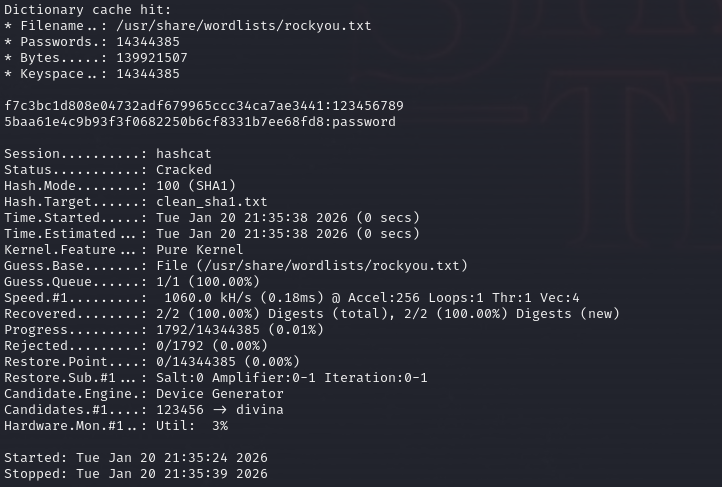 Dictionary cache hit:
* Filename..: /usr/share/wordlists/rockyou.txt
* Passwords.: 14344385
* Bytes.....: 139921507
* Keyspace..: 14344385
f7c3bc1d808e04732adf679965ccc34ca7ae3441:123456789
5baa61e4c9b93f3f0682250b6cf8331b7ee68fd8:password
Session..........: hashcat
Status...........: Cracked
Hash.Mode........: 100 (SHA1)
Hash.Target......: clean_sha1.txt
Time.Started.....: Tue Jan 20 21:35:38 2026 (0 secs)
Time.Estimated...: Tue Jan 20 21:35:38 2026 (0 secs)
Kernel.Feature...: Pure Kernel
Guess.Base.......: File (/usr/share/wordlists/rockyou.txt)
Guess.Queue......: 1/1 (100.00%)
Speed.#1.........:  1060.0 kH/s (0.18ms) @ Accel:256 Loops:1 Thr:1 Vec:4
Recovered........: 2/2 (100.00%) Digests (total), 2/2 (100.00%) Digests (new)
Progress.........: 1792/14344385 (0.01%)
Rejected.........: 0/1792 (0.00%)
Restore.Point....: 0/14344385 (0.00%)
Restore.Sub.#1...: Salt:0 Amplifier:0-1 Iteration:0-1
Candidate.Engine.: Device Generator
Candidates.#1....: 123456 -> divina
Hardware.Mon.#1..: Util:  3%
Started: Tue Jan 20 21:35:24 2026
Stopped: Tue Jan 20 21:35:39 2026